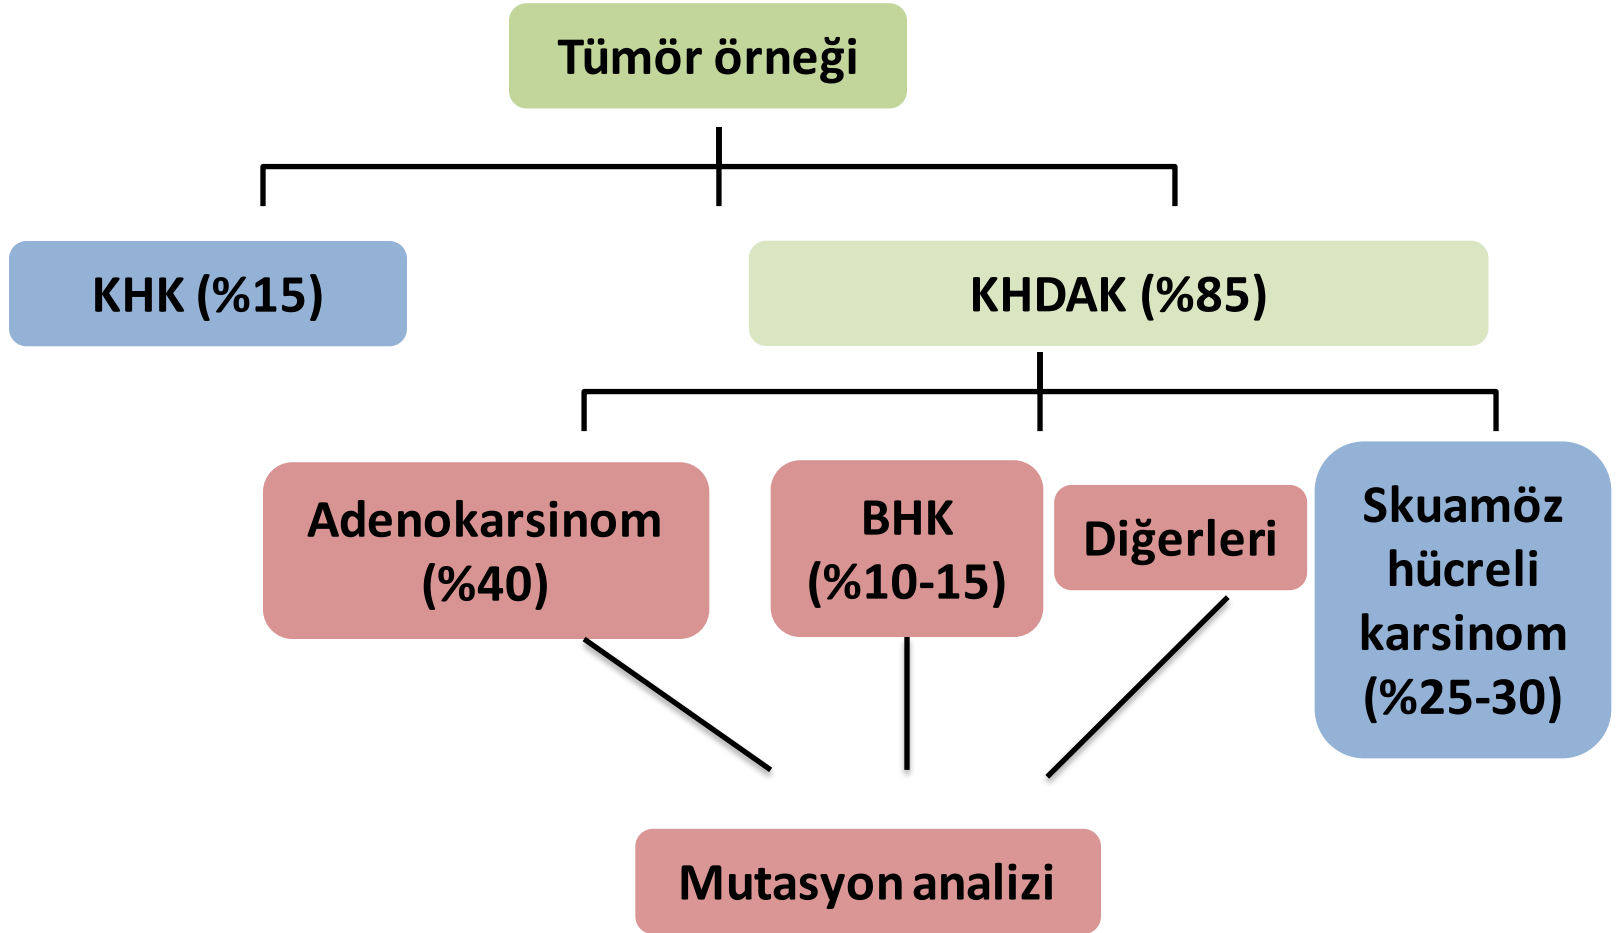 Tümör örneği
KHK (%15)
KHDAK (%85)
Adenokarsinom
(%40)
BHK
(%10-15)
Diğerleri
Skuamöz
hücreli
karsinom
(%25-30)
Mutasyon analizi